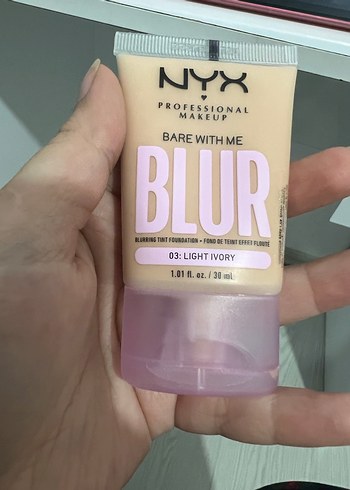 NYX
PROFESSIONAL
MAKEUP
BARE WITH ME
BLUR
BLURRING TINT FOUNDATION • FOND DE TEINT EFFET FLOUTÉ
03: LIGHT IVORY
1.01 fl. oz. / 30 mL